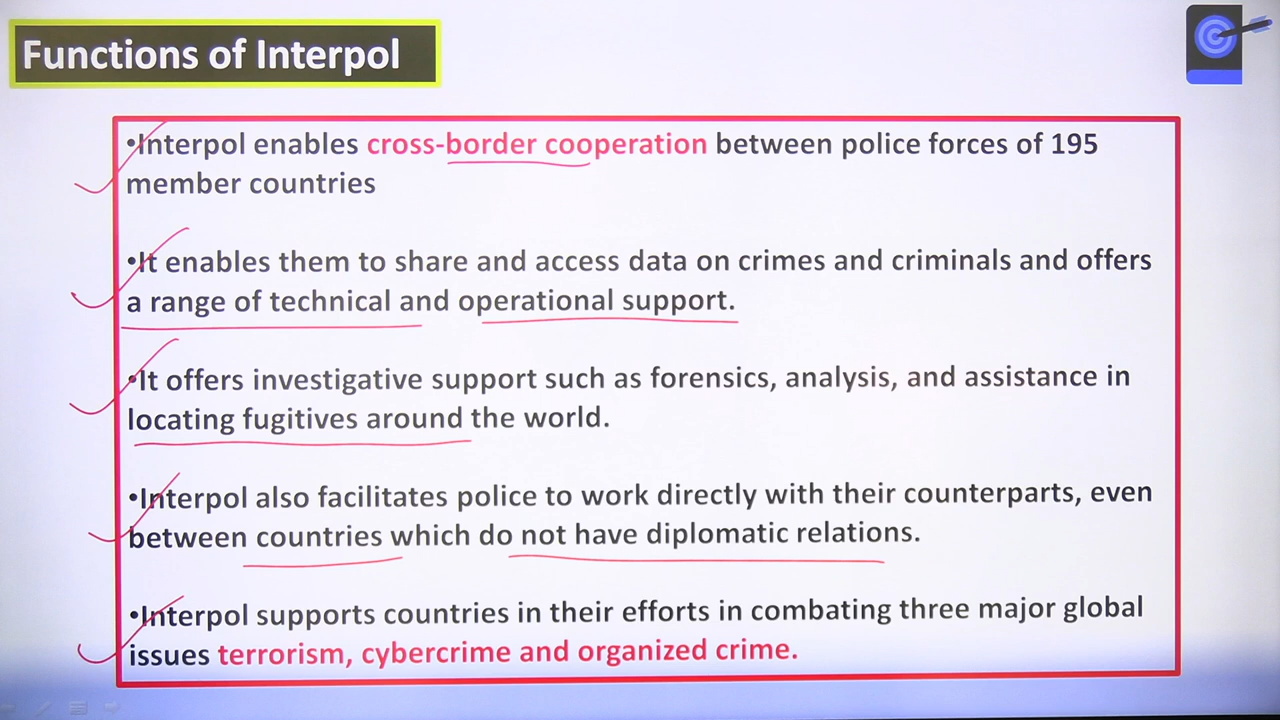 Functions of Interpol
•Interpol enables cross-border cooperation between police forces of 195
member countries
•It enables them to share and access data on crimes and criminals and offers
a range of technical and operational support.
•It offers investigative support such as forensics, analysis, and assistance in
locating fugitives around the world.
•Interpol also facilitates police to work directly with their counterparts, even
between countries which do not have diplomatic relations.
•Interpol supports countries in their efforts in combating three major global
issues terrorism, cybercrime and organized crime.